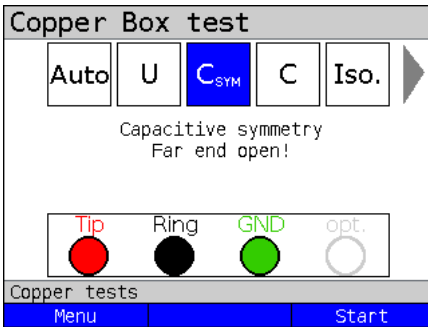 Copper Box test
Auto U CSYM C Iso.
Capacitive symmetry
Far end open!
Tip Ring GND opt.
Copper tests
Menu Start